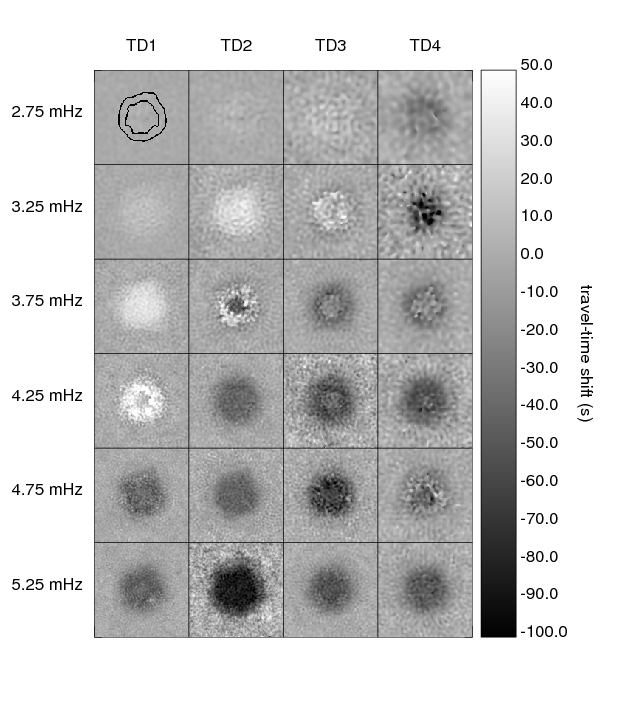 TD1 TD2 TD3 TD4
2.75 mHz
3.25 mHz
3.75 mHz
4.25 mHz
4.75 mHz
5.25 mHz
50.0
40.0
30.0
20.0
10.0
0.0
-10.0
-20.0
-30.0
-40.0
-50.0
-60.0
-70.0
-80.0
-90.0
-100.0
travel-time shift (s)